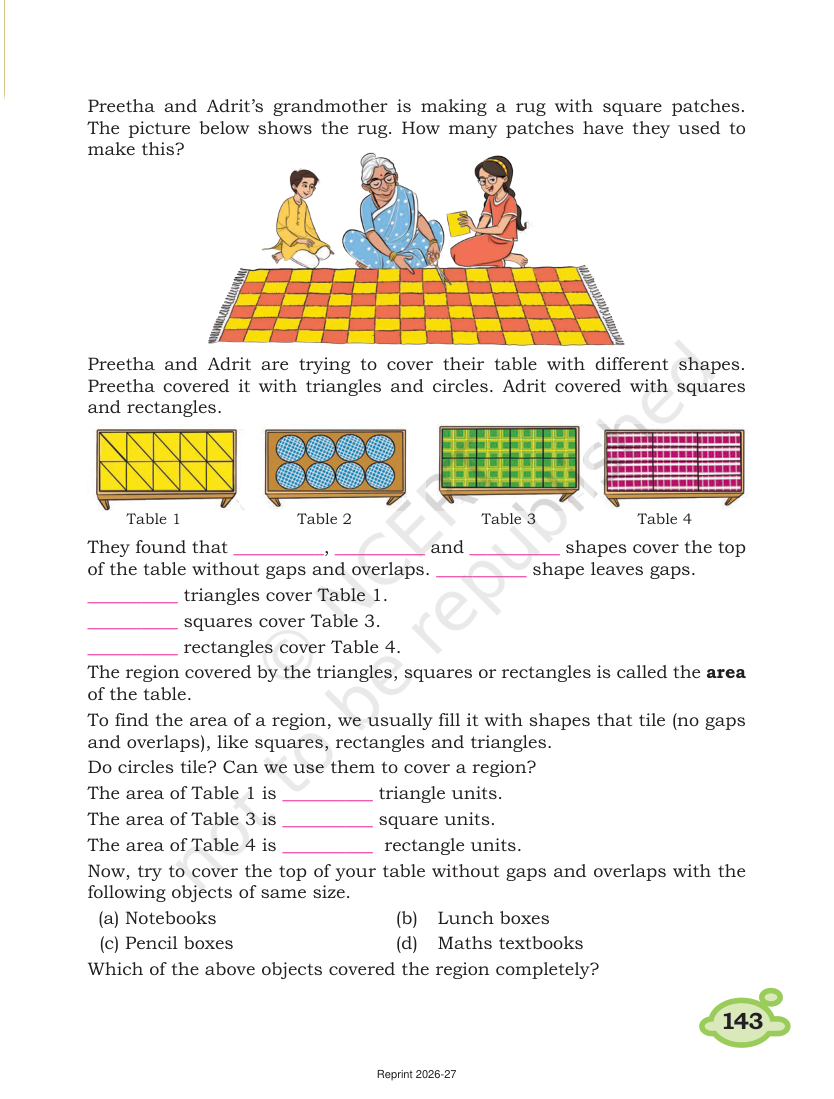 Preetha and Adrit’s grandmother is making a rug with square patches.
The picture below shows the rug. How many patches have they used to
make this?
Preetha and Adrit are trying to cover their table with different shapes.
Preetha covered it with triangles and circles. Adrit covered with squares
and rectangles.
Table 1 Table 2 Table 3 Table 4
They found that __________, __________ and __________ shapes cover the top
of the table without gaps and overlaps. __________ shape leaves gaps.
__________ triangles cover Table 1.
__________ squares cover Table 3.
__________ rectangles cover Table 4.
The region covered by the triangles, squares or rectangles is called the area
of the table.
To find the area of a region, we usually fill it with shapes that tile (no gaps
and overlaps), like squares, rectangles and triangles.
Do circles tile? Can we use them to cover a region?
The area of Table 1 is __________ triangle units.
The area of Table 3 is __________ square units.
The area of Table 4 is __________ rectangle units.
Now, try to cover the top of your table without gaps and overlaps with the
following objects of same size.
(a) Notebooks (b) Lunch boxes
(c) Pencil boxes (d) Maths textbooks
Which of the above objects covered the region completely?
143
Reprint 2026-27
© NCERT
not to be republished